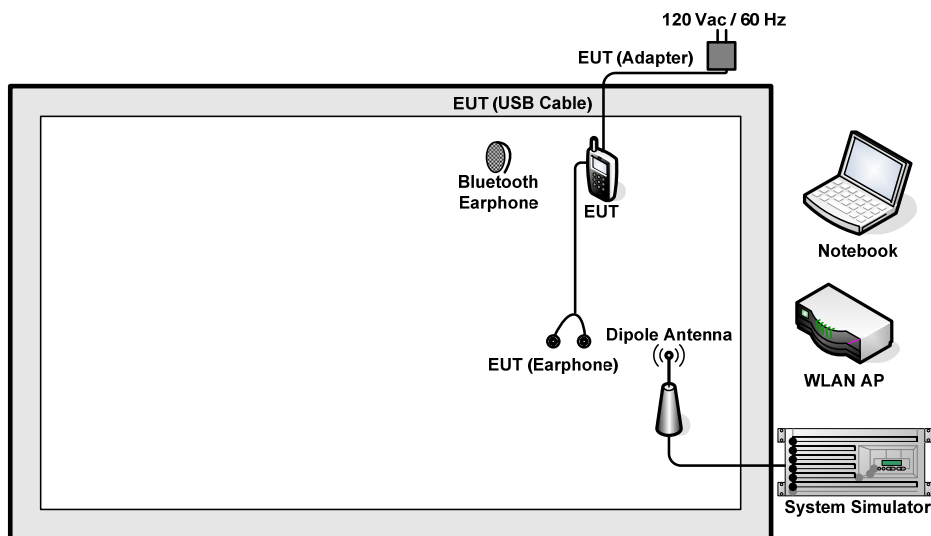 120 Vac / 60 Hz
EUT (Adapter)
EUT (USB Cable)
Bluetooth
Earphone
EUT
Notebook
Dipole Antenna
EUT (Earphone)
WLAN AP
System Simulator